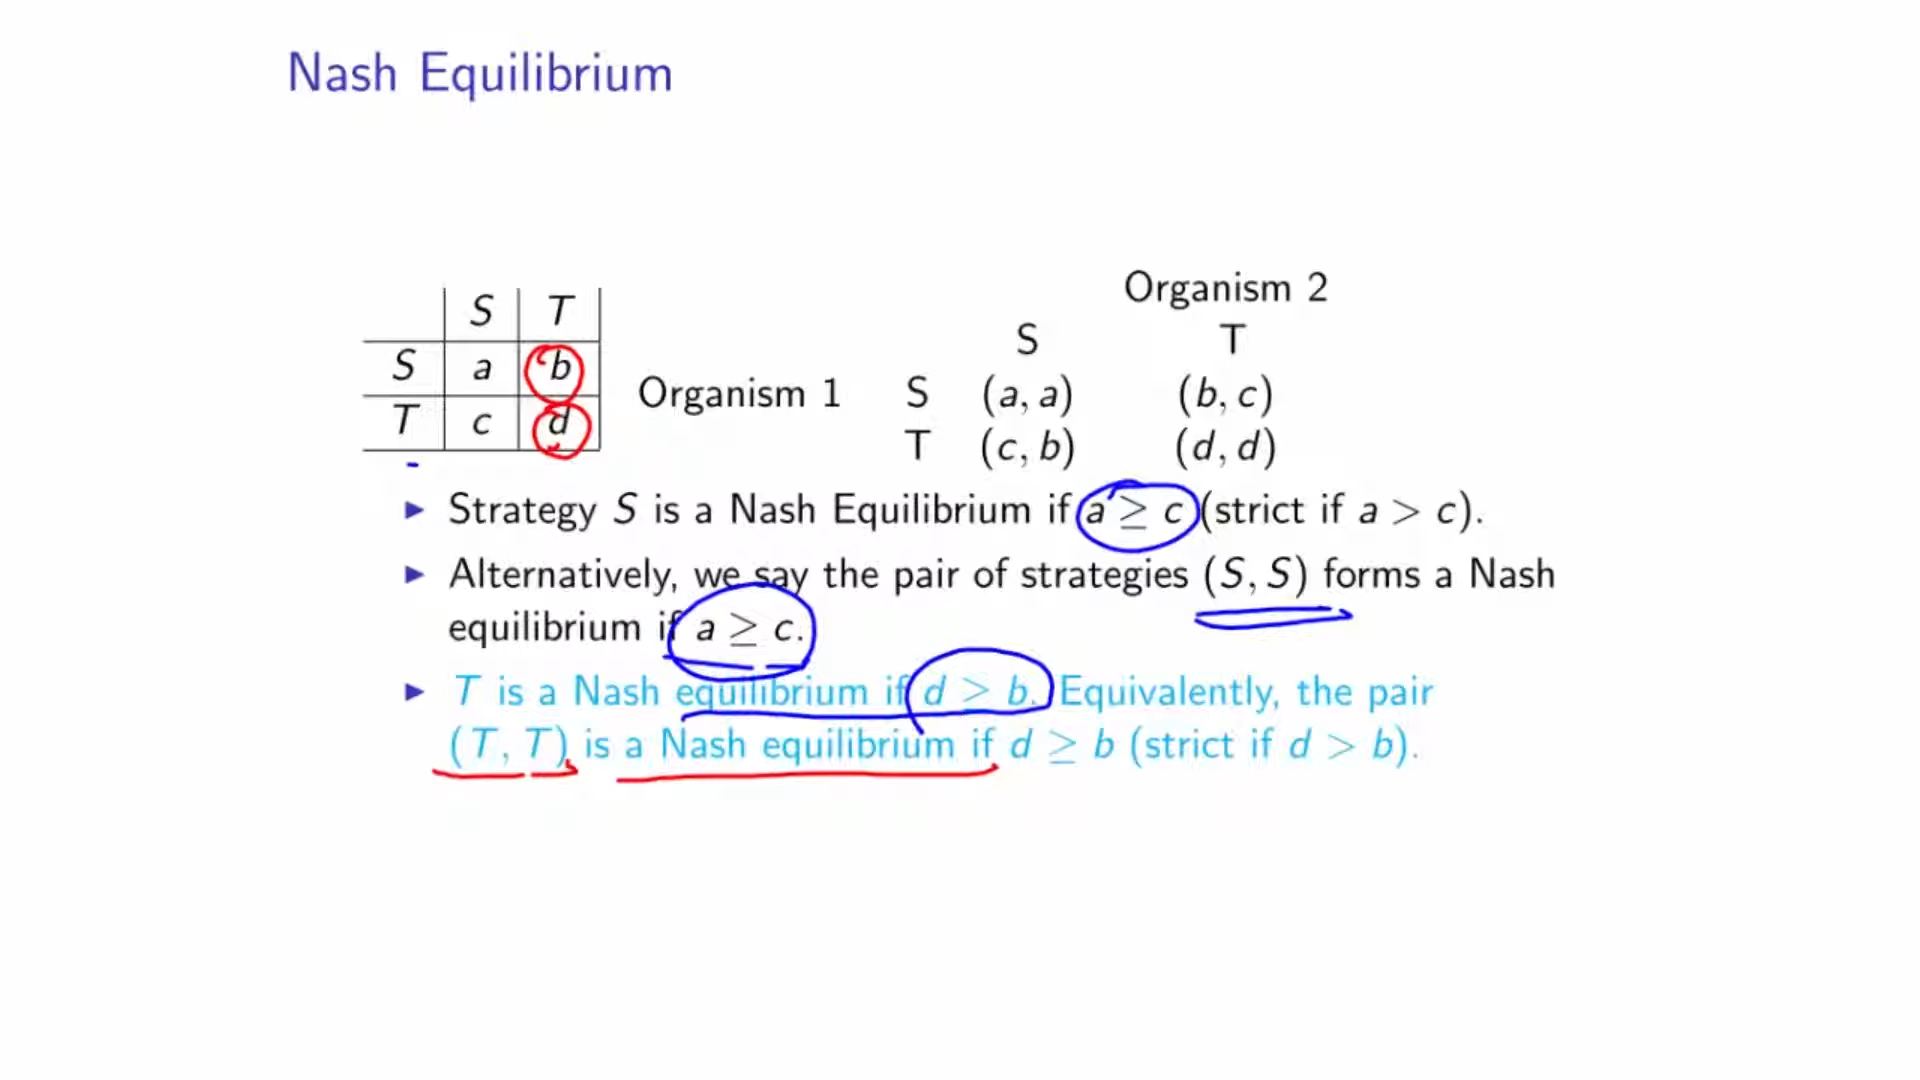 Nash Equilibrium
S T
S a b
T c d
Organism 2
S T
Organism 1 S (a, a) (b, c)
T (c, b) (d, d)
Strategy S is a Nash Equilibrium if a ≥ c (strict if a > c).
Alternatively, we say the pair of strategies (S, S) forms a Nash
equilibrium if a ≥ c.
T is a Nash equilibrium if d ≥ b. Equivalently, the pair
(T, T) is a Nash equilibrium if d ≥ b (strict if d > b).